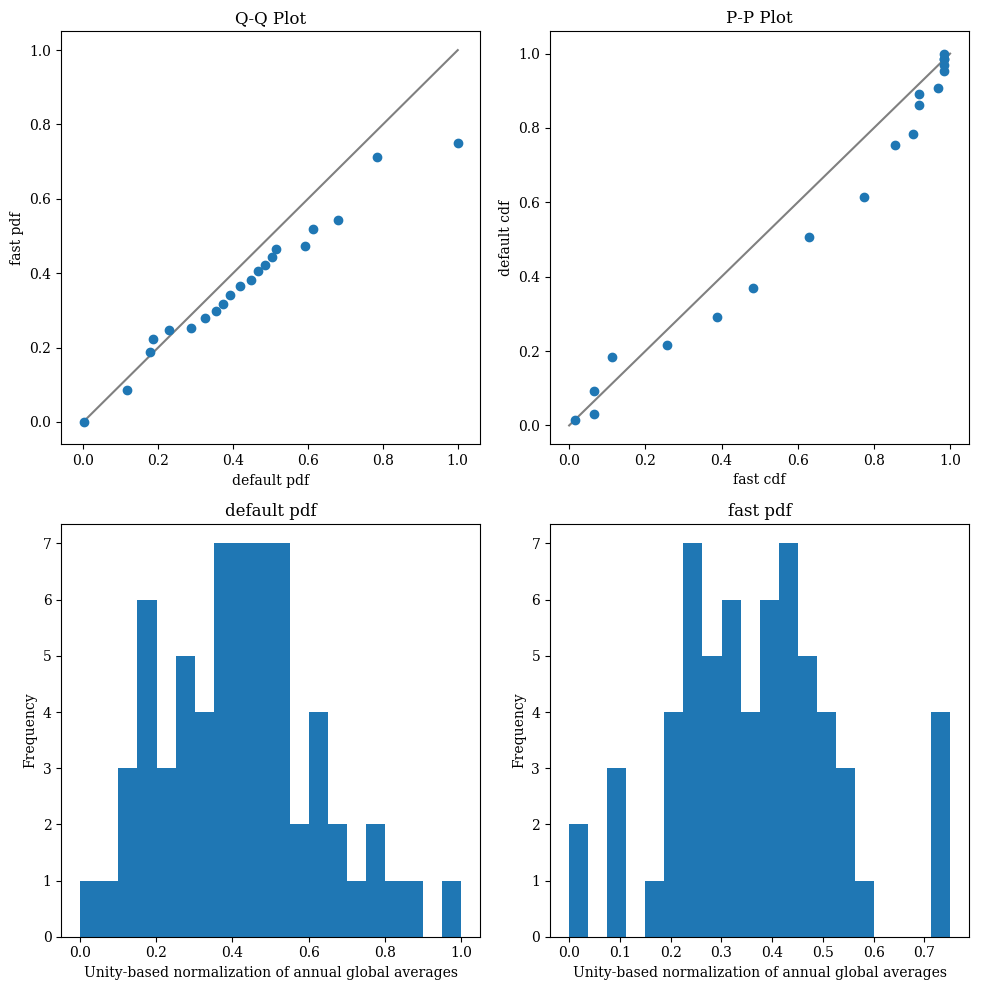 Q-Q Plot
1.0
0.8
0.6
0.4
0.2
0.0
fast pdf
0.0 0.2 0.4 0.6 0.8 1.0
default pdf
P-P Plot
1.0
0.8
0.6
0.4
0.2
0.0
default cdf
0.0 0.2 0.4 0.6 0.8 1.0
fast cdf
default pdf
7
6
5
4
3
2
1
0
Frequency
0.0 0.2 0.4 0.6 0.8 1.0
Unity-based normalization of annual global averages
fast pdf
7
6
5
4
3
2
1
0
Frequency
0.0 0.1 0.2 0.3 0.4 0.5 0.6 0.7
Unity-based normalization of annual global averages